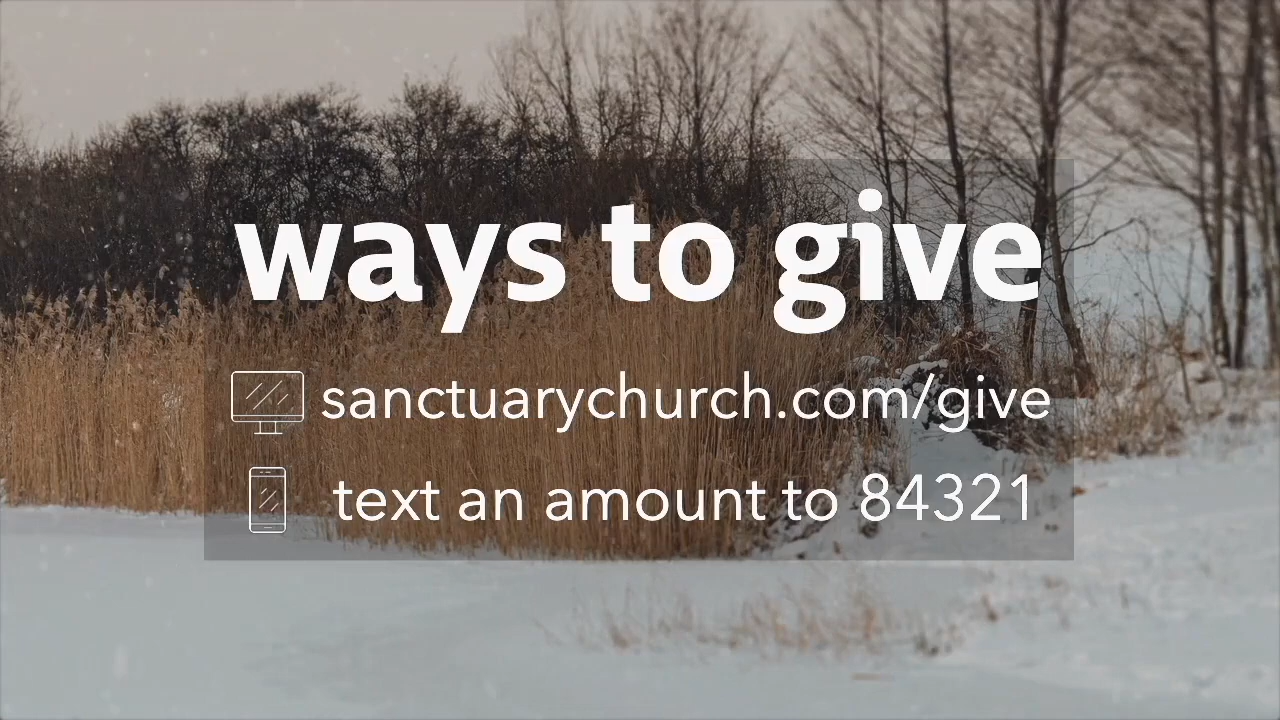 ways to give
sanctuarychurch.com/give
text an amount to 84321